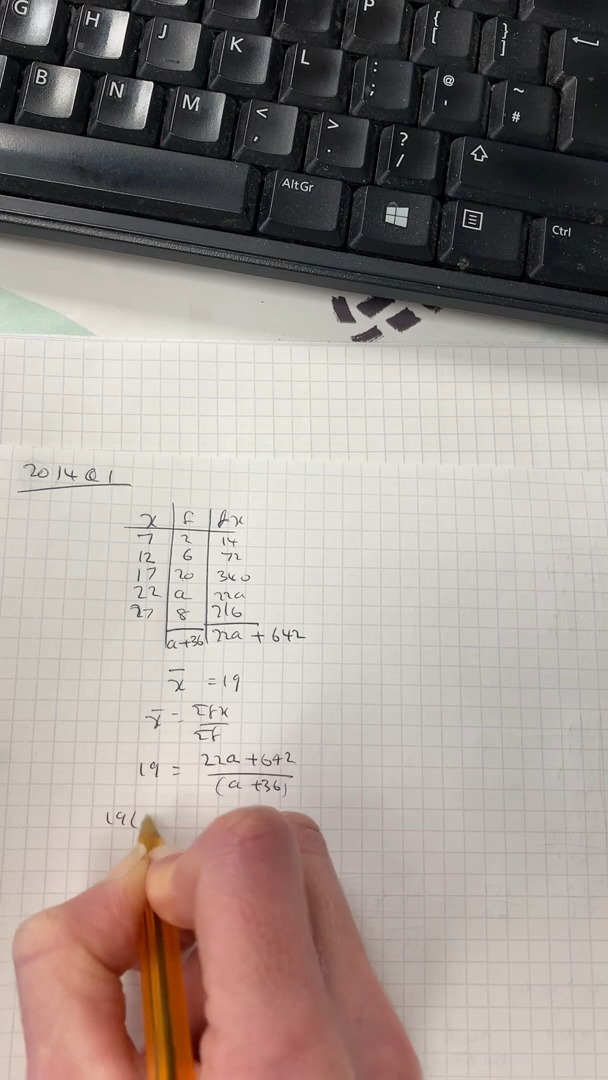 G H J K L P { [ } ]
: ; @ ' ~ #
B N M < , > . ? /
AltGr Ctrl
2014 Q1
x f fx
7 2 14
12 6 72
17 20 340
22 a 22a
27 8 216
a+36 22a + 642
x̄ = 19
x̄ = Σfx / Σf
19 = 22a + 642 / (a + 36)
19(